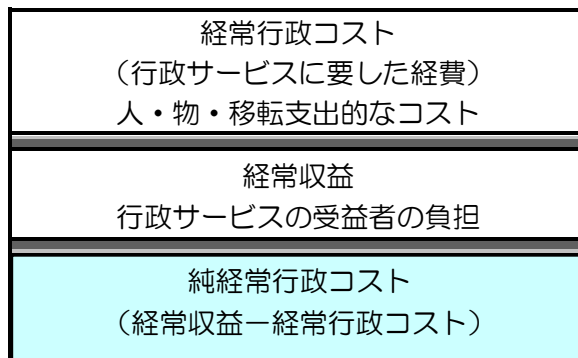 経常行政コスト
（行政サービスに要した経費）
人・物・移転支出的なコスト
経常収益
行政サービスの受益者の負担
純経常行政コスト
（経常収益ー経常行政コスト）